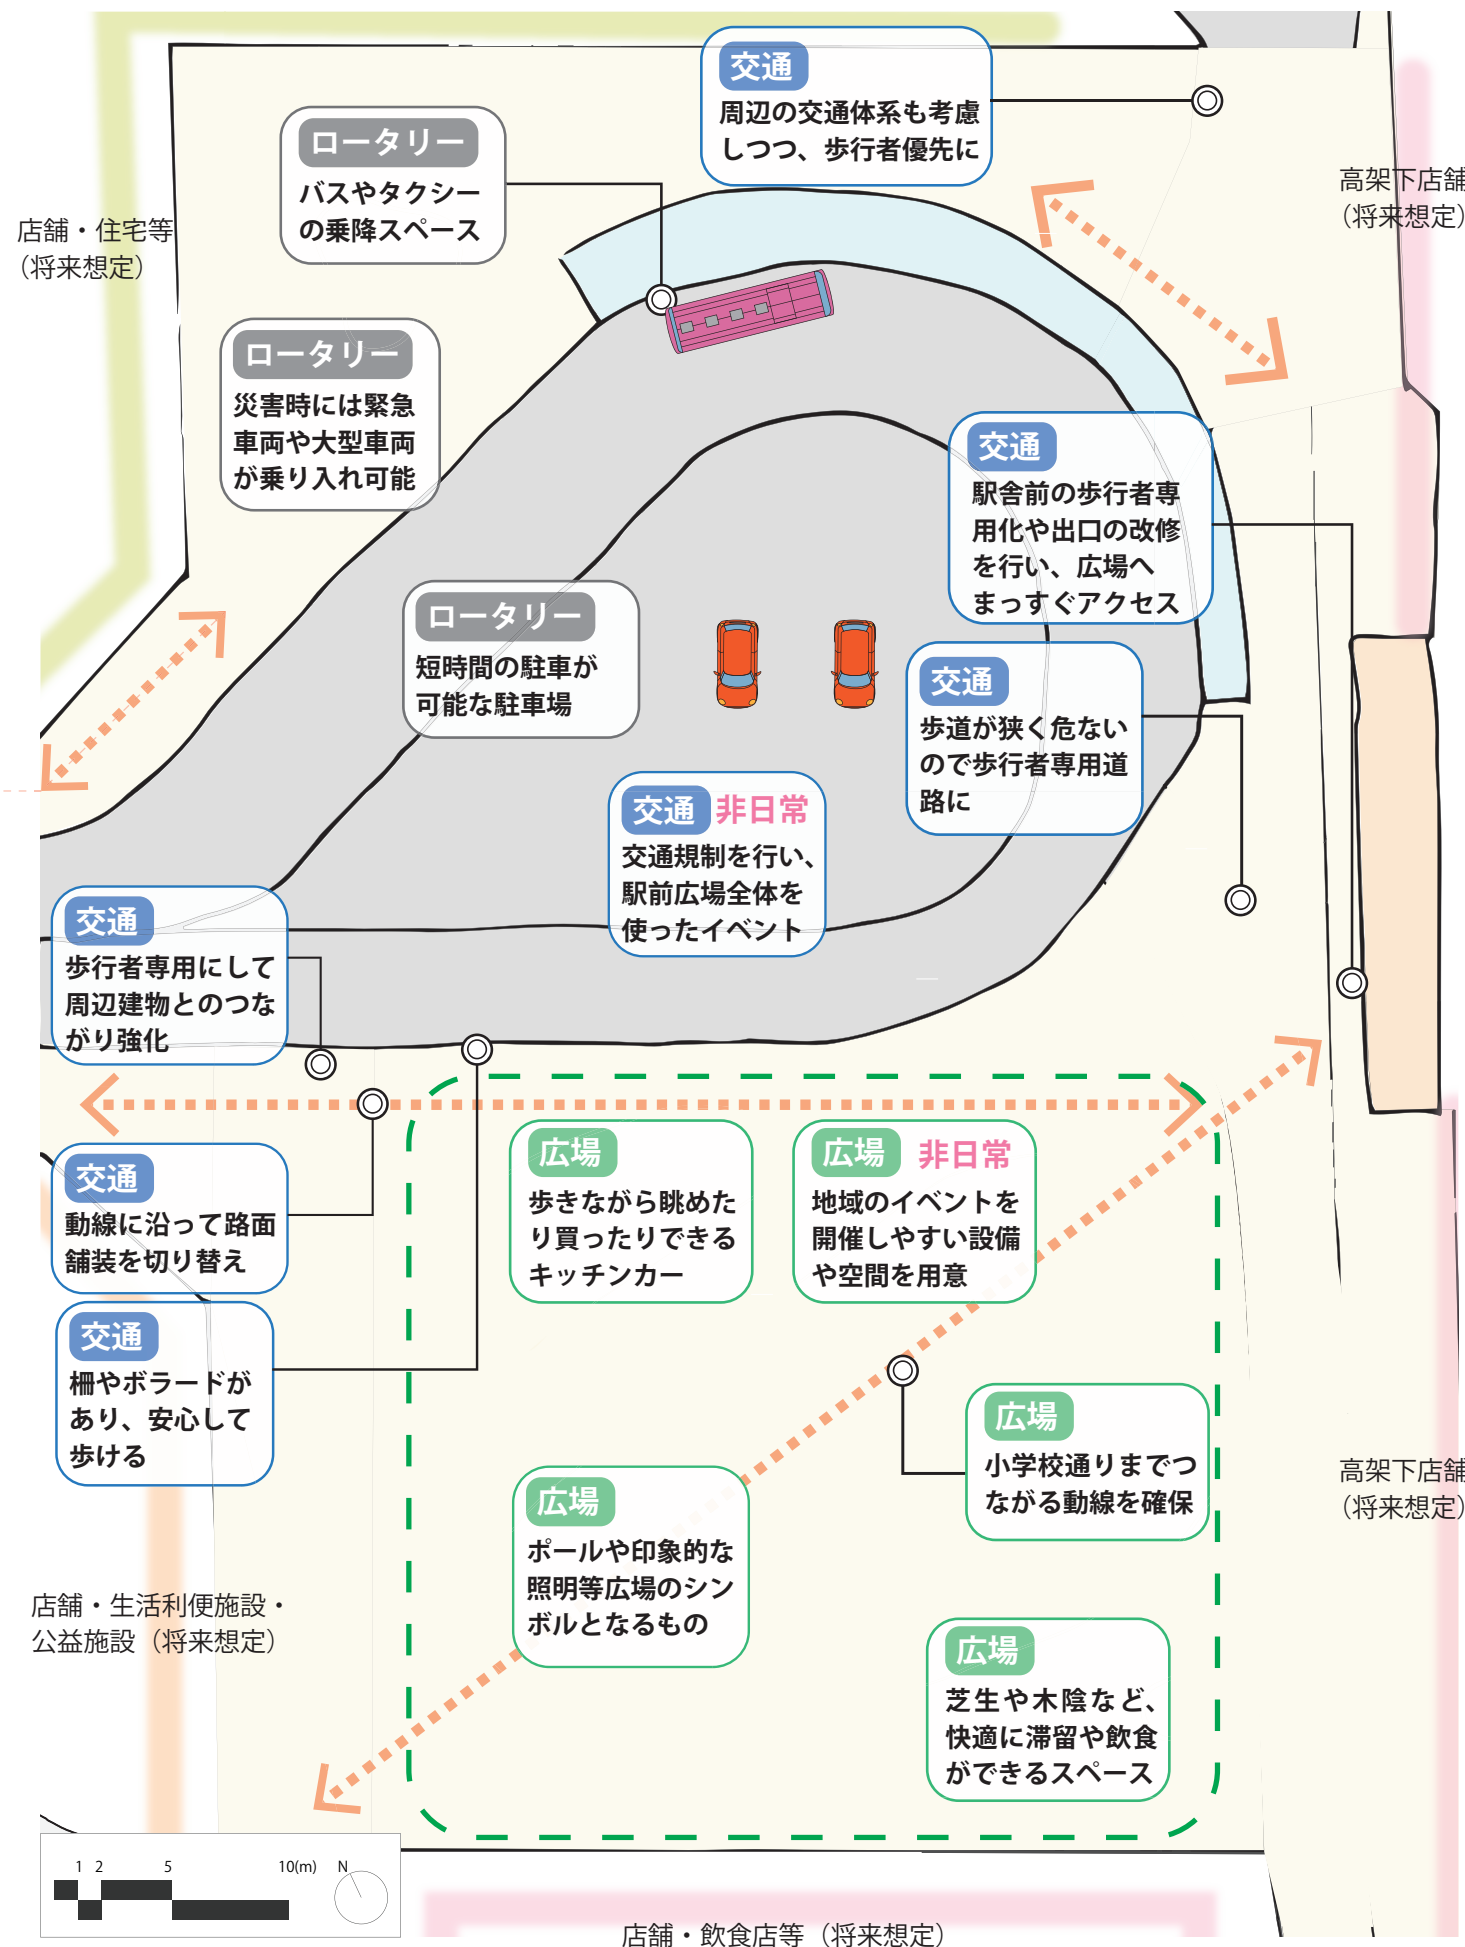 交通
周辺の交通体系も考慮
しつつ、歩行者優先に
ロータリー
バスやタクシー
の乗降スペース
高架下店舗
（将来想定）
店舗・住宅等
（将来想定）
ロータリー
災害時には緊急
車両や大型車両
が乗り入れ可能
交通
駅舎前の歩行者専
用化や出口の改修
を行い、広場へ
まっすぐアクセス
ロータリー
短時間の駐車が
可能な駐車場
交通
歩道が狭く危ない
ので歩行者専用道
路に
交通 非日常
交通規制を行い、
駅前広場全体を
使ったイベント
交通
歩行者専用にして
周辺建物とのつな
がり強化
交通
動線に沿って路面
舗装を切り替え
広場
歩きながら眺めた
り買ったりできる
キッチンカー
広場 非日常
地域のイベントを
開催しやすい設備
や空間を用意
交通
柵やボラードが
あり、安心して
歩ける
広場
小学校通りまでつ
ながる動線を確保
高架下店舗
（将来想定）
広場
ポールや印象的な
照明等広場のシン
ボルとなるもの
店舗・生活利便施設・
公益施設（将来想定）
広場
芝生や木陰など、
快適に滞留や飲食
ができるスペース
1 2 5 10(m) N
店舗・飲食店等（将来想定）